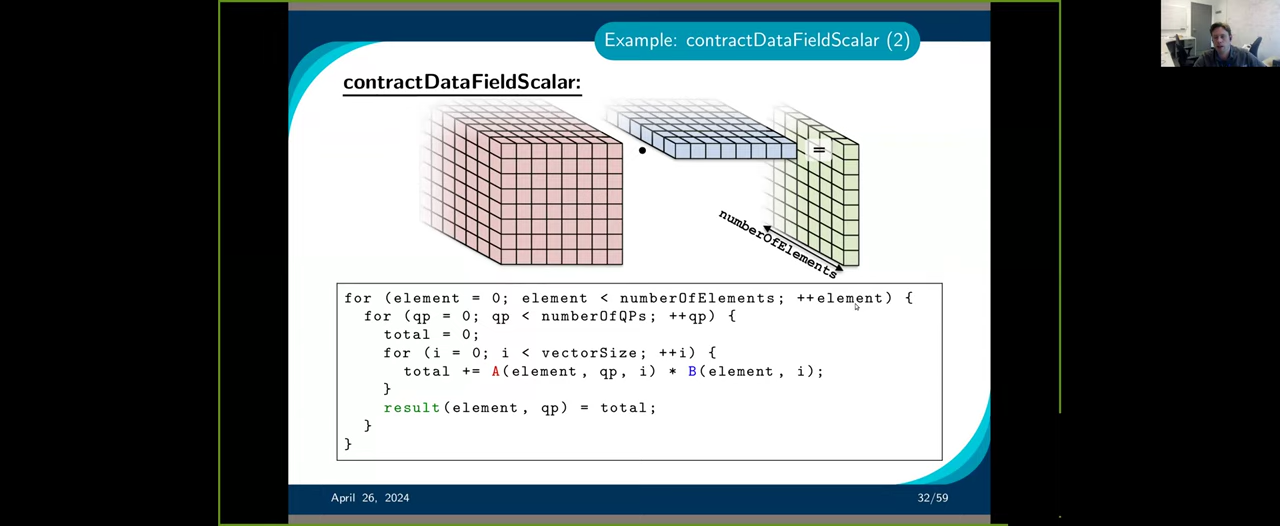 Example: contractDataFieldScalar (2)
contractDataFieldScalar:
• =
numberOfElements
for (element = 0; element < numberOfElements; ++element) {
for (qp = 0; qp < numberOfQPs; ++qp) {
total = 0;
for (i = 0; i < vectorSize; ++i) {
total += A(element, qp, i) * B(element, i);
}
result(element, qp) = total;
}
}
April 26, 2024
32/59